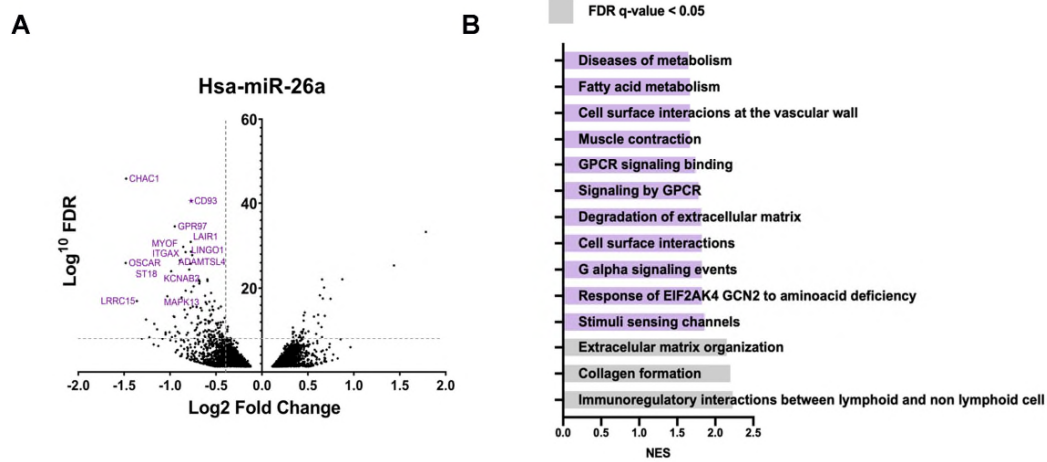 A
B
FDR q-value < 0.05
Hsa-miR-26a
Log10 FDR
60
40
20
CHAC1
CD93
GPR97
LAIR1
MYOF
LINGO1
ITGAX
ADAMTSL4
OSCAR
ST18
KCNAB2
LRRC15
MAPK13
-2.0 -1.5 -1.0 -0.5 0.0 0.5 1.0 1.5 2.0
Log2 Fold Change
Diseases of metabolism
Fatty acid metabolism
Cell surface interacions at the vascular wall
Muscle contraction
GPCR signaling binding
Signaling by GPCR
Degradation of extracellular matrix
Cell surface interactions
G alpha signaling events
Response of EIF2AK4 GCN2 to aminoacid deficiency
Stimuli sensing channels
Extracelular matrix organization
Collagen formation
Immunoregulatory interactions between lymphoid and non lymphoid cell
0.0 0.5 1.0 1.5 2.0 2.5
NES